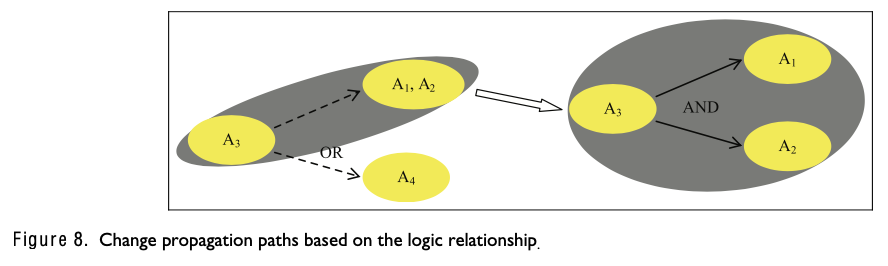 A₃
A₁, A₂
OR
A₄
A₃
AND
A₁
A₂
Figure 8. Change propagation paths based on the logic relationship.